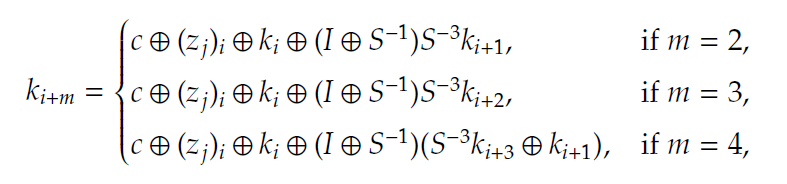 c ⊕ (z_j)_i ⊕ k_i ⊕ (I ⊕ S^{-1})S^{-3}k_{i+1}, if m = 2,
k_{i+m} = { c ⊕ (z_j)_i ⊕ k_i ⊕ (I ⊕ S^{-1})S^{-3}k_{i+2}, if m = 3,
c ⊕ (z_j)_i ⊕ k_i ⊕ (I ⊕ S^{-1})(S^{-3}k_{i+3} ⊕ k_{i+1}), if m = 4,